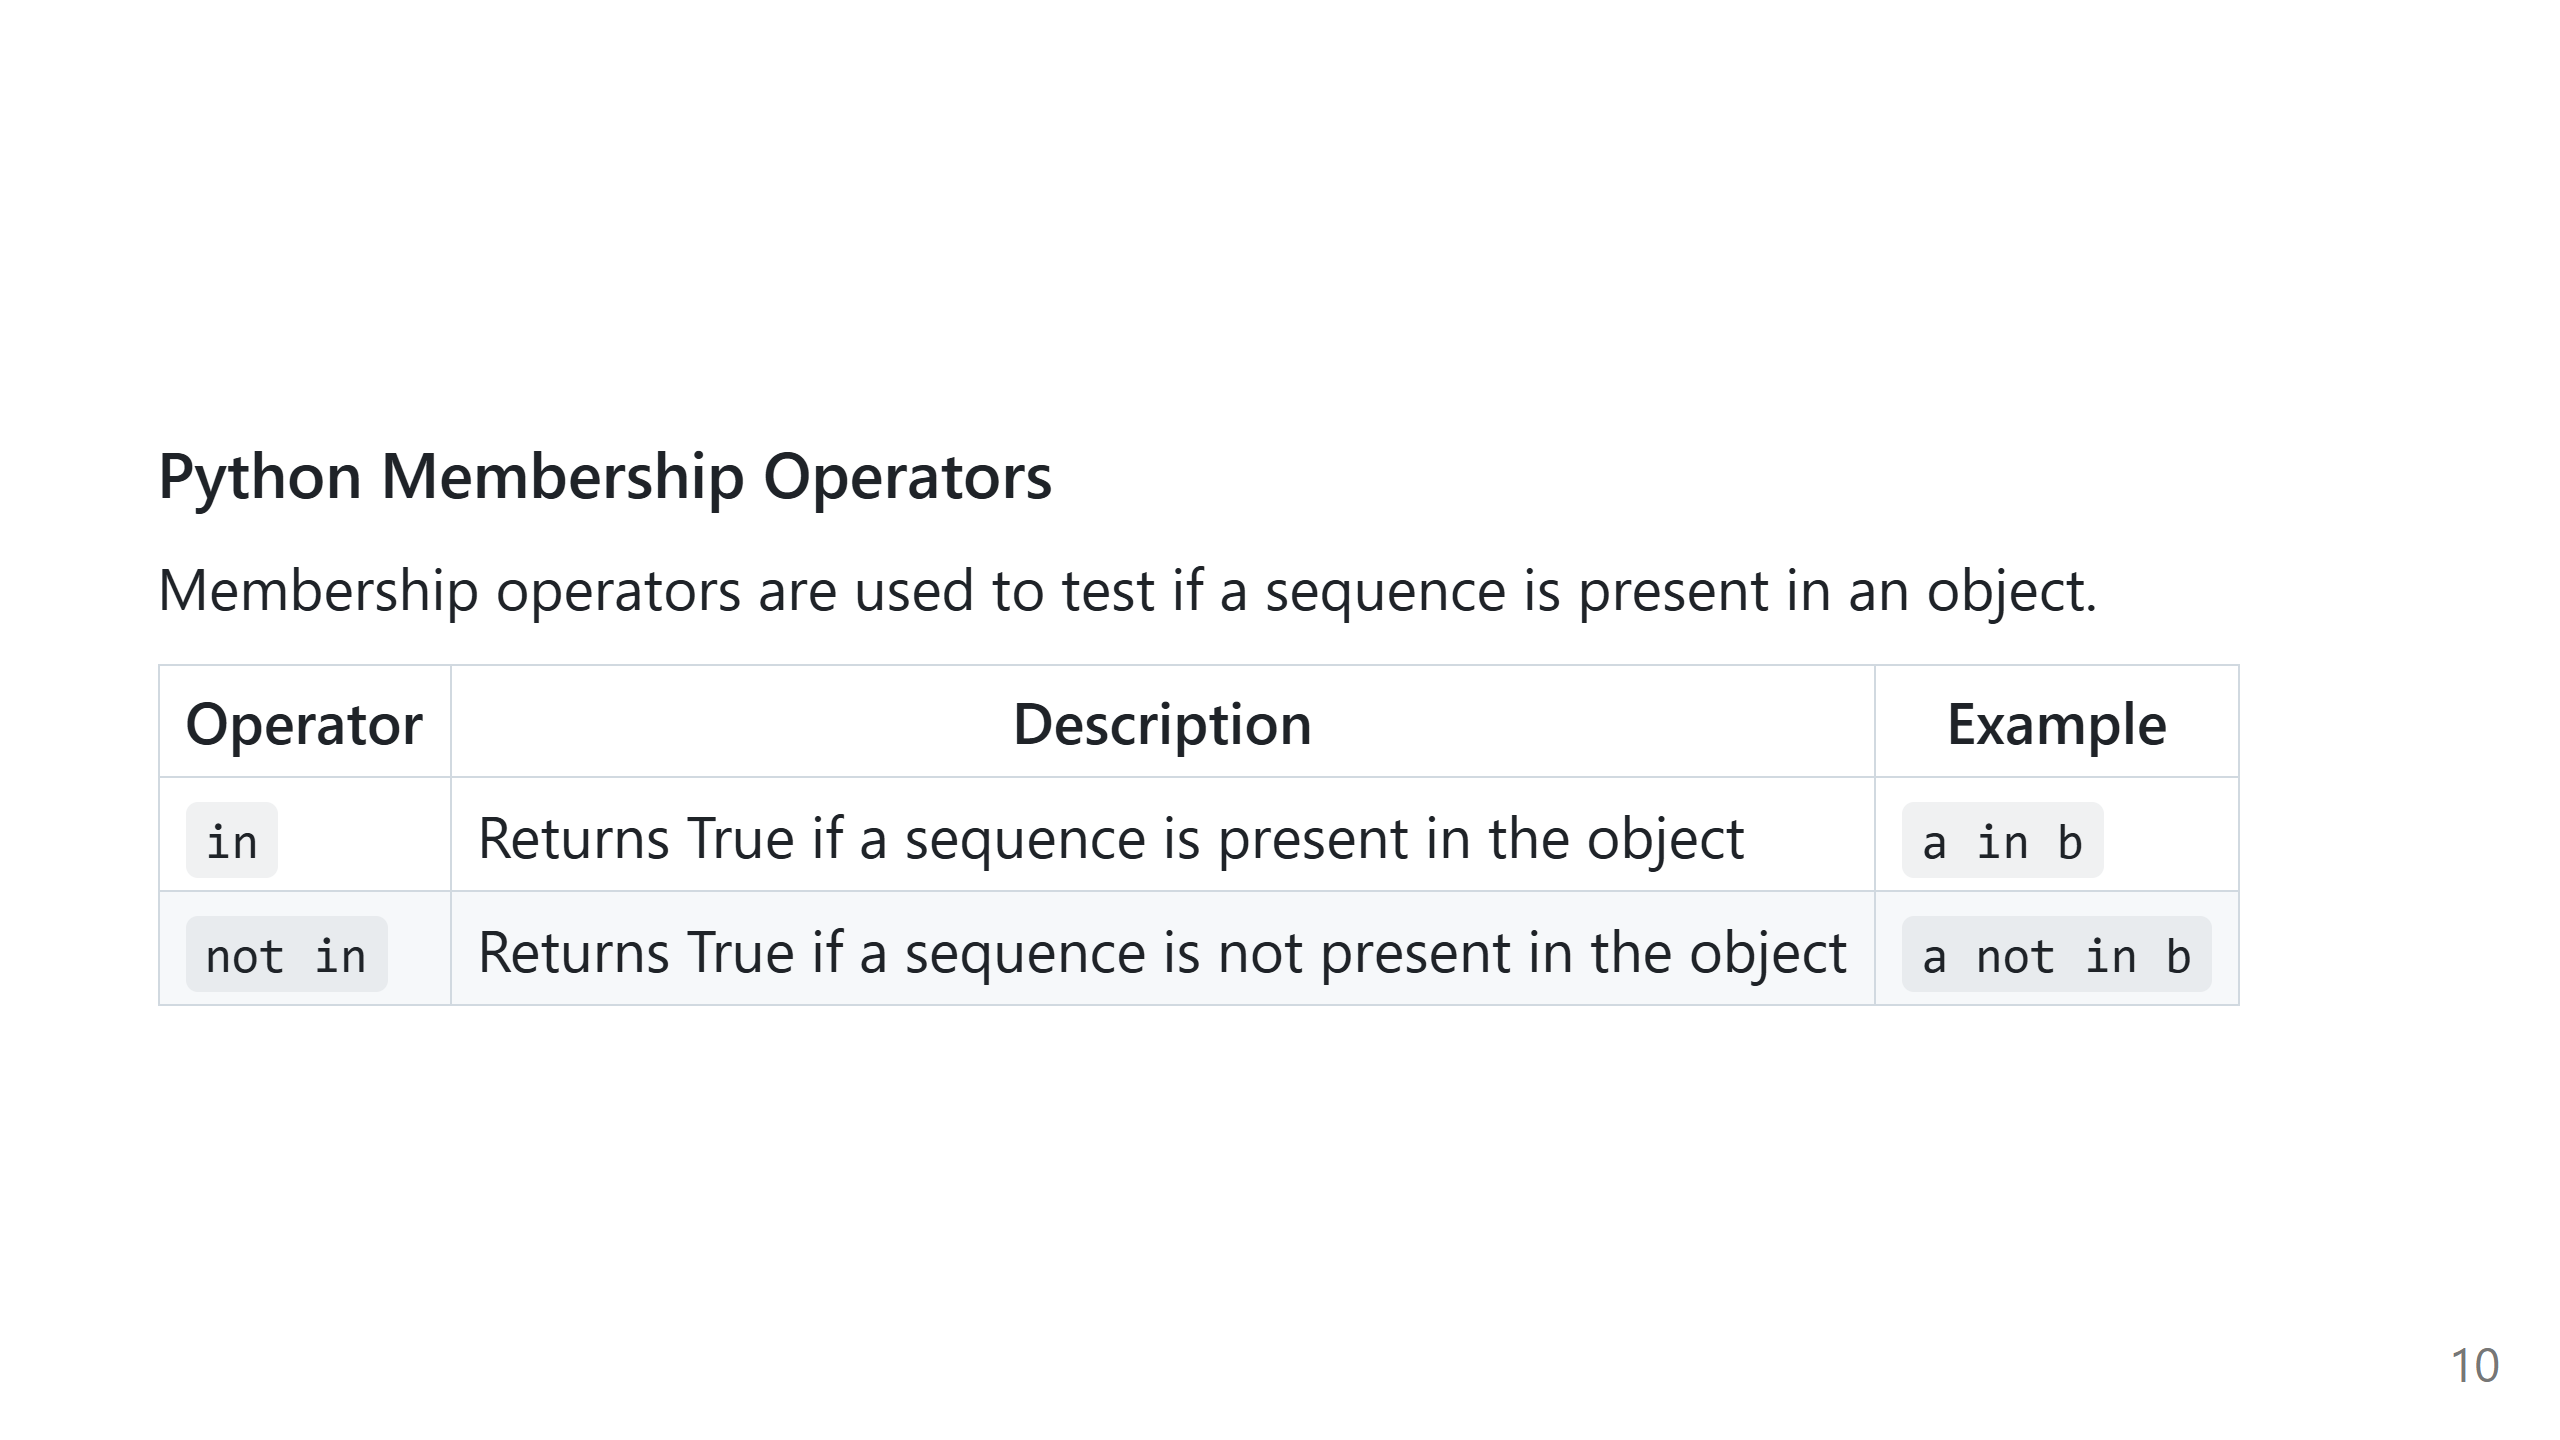 Python Membership Operators
Membership operators are used to test if a sequence is present in an object.
Operator Description Example
in Returns True if a sequence is present in the object a in b
not in Returns True if a sequence is not present in the object a not in b
10